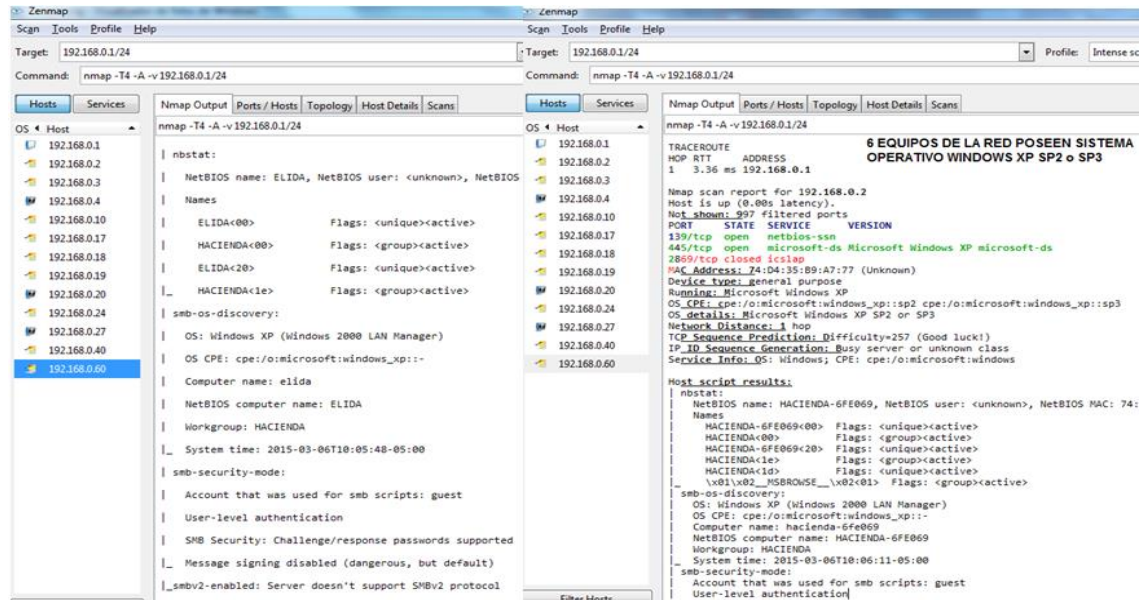 Zenmap
Scan Tools Profile Help
Target: 192.168.0.1/24
Command: nmap -T4 -A -v 192.168.0.1/24
Hosts Services
Nmap Output Ports / Hosts Topology Host Details Scans
OS Host
192.168.0.1
192.168.0.2
192.168.0.3
192.168.0.4
192.168.0.10
192.168.0.17
192.168.0.18
192.168.0.19
192.168.0.20
192.168.0.24
192.168.0.27
192.168.0.40
192.168.0.60
nmap -T4 -A -v 192.168.0.1/24
| nbstat:
| NetBIOS name: ELIDA, NetBIOS user: <unknown>, NetBIOS
| Names
| ELIDA<00> Flags: <unique><active>
| HACIENDA<00> Flags: <group><active>
| ELIDA<20> Flags: <unique><active>
|_ HACIENDA<1e> Flags: <group><active>
| smb-os-discovery:
| OS: Windows XP (Windows 2000 LAN Manager)
| OS CPE: cpe:/o:microsoft:windows_xp::-
| Computer name: elida
| NetBIOS computer name: ELIDA
| Workgroup: HACIENDA
|_ System time: 2015-03-06T10:05:48-05:00
| smb-security-mode:
| Account that was used for smb scripts: guest
| User-level authentication
| SMB Security: Challenge/response passwords supported
|_ Message signing disabled (dangerous, but default)
|_smbv2-enabled: Server doesn't support SMBv2 protocol
Zenmap
Scan Tools Profile Help
Target: 192.168.0.1/24 Profile: Intense sc
Command: nmap -T4 -A -v 192.168.0.1/24
Hosts Services
Nmap Output Ports / Hosts Topology Host Details Scans
OS Host
192.168.0.1
192.168.0.2
192.168.0.3
192.168.0.4
192.168.0.10
192.168.0.17
192.168.0.18
192.168.0.19
192.168.0.20
192.168.0.24
192.168.0.27
192.168.0.40
192.168.0.60
Filter Hosts
nmap -T4 -A -v 192.168.0.1/24
6 EQUIPOS DE LA RED POSEEN SISTEMA
OPERATIVO WINDOWS XP SP2 o SP3
TRACEROUTE
HOP RTT ADDRESS
1 3.36 ms 192.168.0.1
Nmap scan report for 192.168.0.2
Host is up (0.00s latency).
Not shown: 997 filtered ports
PORT STATE SERVICE VERSION
139/tcp open netbios-ssn
445/tcp open microsoft-ds Microsoft Windows XP microsoft-ds
2869/tcp closed icslap
MAC Address: 74:D4:35:B9:A7:77 (Unknown)
Device type: general purpose
Running: Microsoft Windows XP
OS CPE: cpe:/o:microsoft:windows_xp::sp2 cpe:/o:microsoft:windows_xp::sp3
OS details: Microsoft Windows XP SP2 or SP3
Network Distance: 1 hop
TCP Sequence Prediction: Difficulty=257 (Good luck!)
IP ID Sequence Generation: Busy server or unknown class
Service Info: OS: Windows; CPE: cpe:/o:microsoft:windows
Host script results:
| nbstat:
| NetBIOS name: HACIENDA-6FE069, NetBIOS user: <unknown>, NetBIOS MAC: 74:
| Names
| HACIENDA-6FE069<00> Flags: <unique><active>
| HACIENDA<00> Flags: <group><active>
| HACIENDA-6FE069<20> Flags: <unique><active>
| HACIENDA<1e> Flags: <group><active>
| HACIENDA<1d> Flags: <unique><active>
|_ \x01\x02__MSBROWSE__\x02<01> Flags: <group><active>
| smb-os-discovery:
| OS: Windows XP (Windows 2000 LAN Manager)
| OS CPE: cpe:/o:microsoft:windows_xp::-
| Computer name: hacienda-6fe069
| NetBIOS computer name: HACIENDA-6FE069
| Workgroup: HACIENDA
|_ System time: 2015-03-06T10:06:11-05:00
| smb-security-mode:
| Account that was used for smb scripts: guest
| User-level authentication